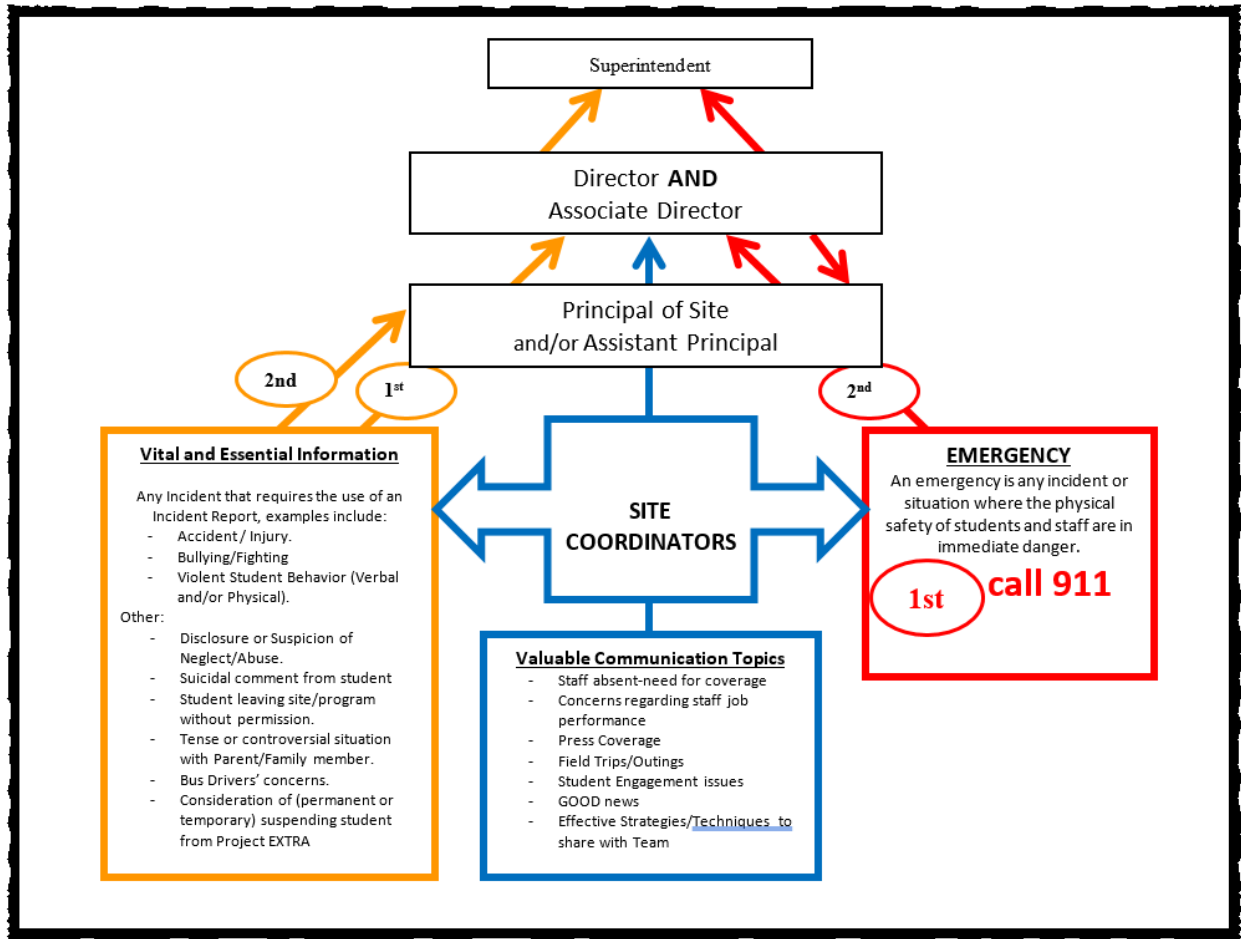 Superintendent
Director AND
Associate Director
Principal of Site
and/or Assistant Principal
2nd
1st
2nd
Vital and Essential Information
Any Incident that requires the use of an
Incident Report, examples include:
- Accident / Injury.
- Bullying/Fighting
- Violent Student Behavior (Verbal
and/or Physical).
Other:
- Disclosure or Suspicion of
Neglect/Abuse.
- Suicidal comment from student
- Student leaving site/program
without permission.
- Tense or controversial situation
with Parent/Family member.
- Bus Drivers’ concerns.
- Consideration of (permanent or
temporary) suspending student
from Project EXTRA
SITE
COORDINATORS
EMERGENCY
An emergency is any incident or
situation where the physical
safety of students and staff are in
immediate danger.
1st call 911
Valuable Communication Topics
- Staff absent-need for coverage
- Concerns regarding staff job
performance
- Press Coverage
- Field Trips/Outings
- Student Engagement issues
- GOOD news
- Effective Strategies/Techniques to
share with Team